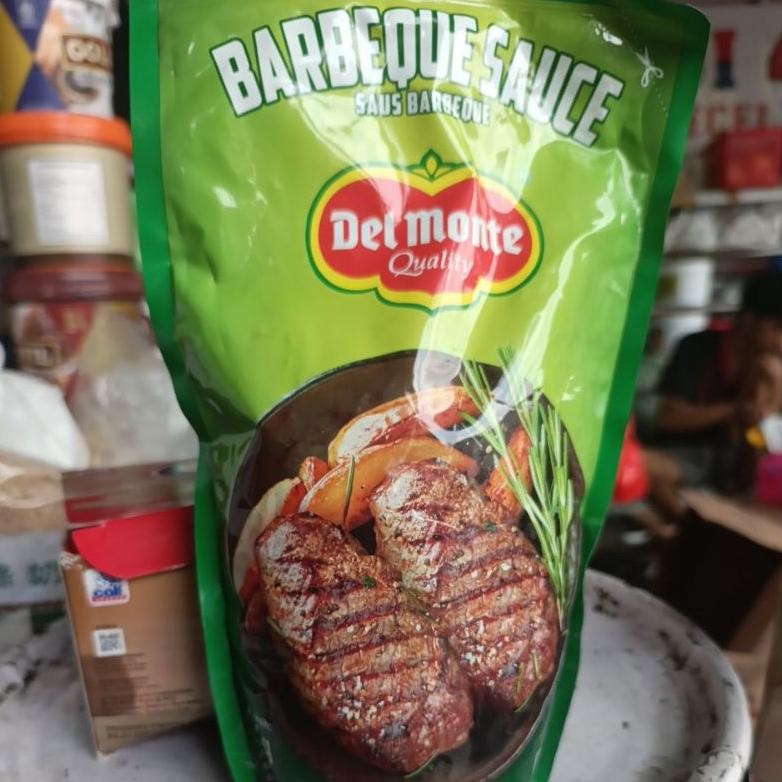 BARBEQUE SAUCE
SAUS BARBEQUE
Del Monte
Quality